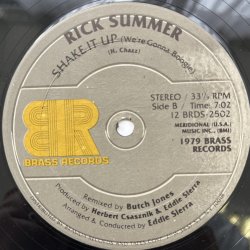 RICK SUMMER
SHAKE IT UP (We're Gonna Boogie)
(H. Chazz)
STEREO / 33⅓ RPM
Side B / Time: 7:02
12 BRDS-2502
MERIDIONAL (U.S.A.)
MUSIC INC., (BMI)
1979 BRASS
RECORDS
BR
BRASS RECORDS
Remixed by Butch Jones
Produced by Herbert Csasznik & Eddie Sierra
Arranged & Conducted by Eddie Sierra